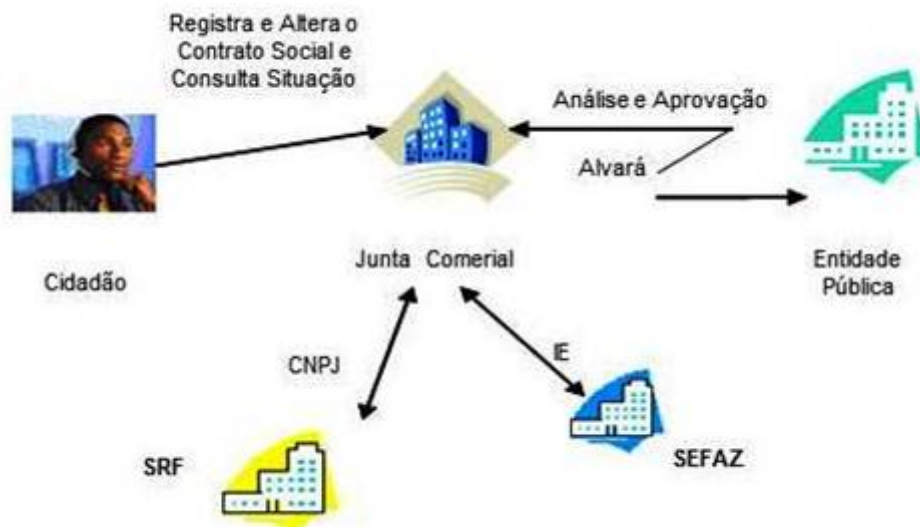 Registra e Altera o
Contrato Social e
Consulta Situação
Análise e Aprovação
Alvará
Cidadão
Junta Comerial
Entidade
Pública
CNPJ
IE
SRF
SEFAZ